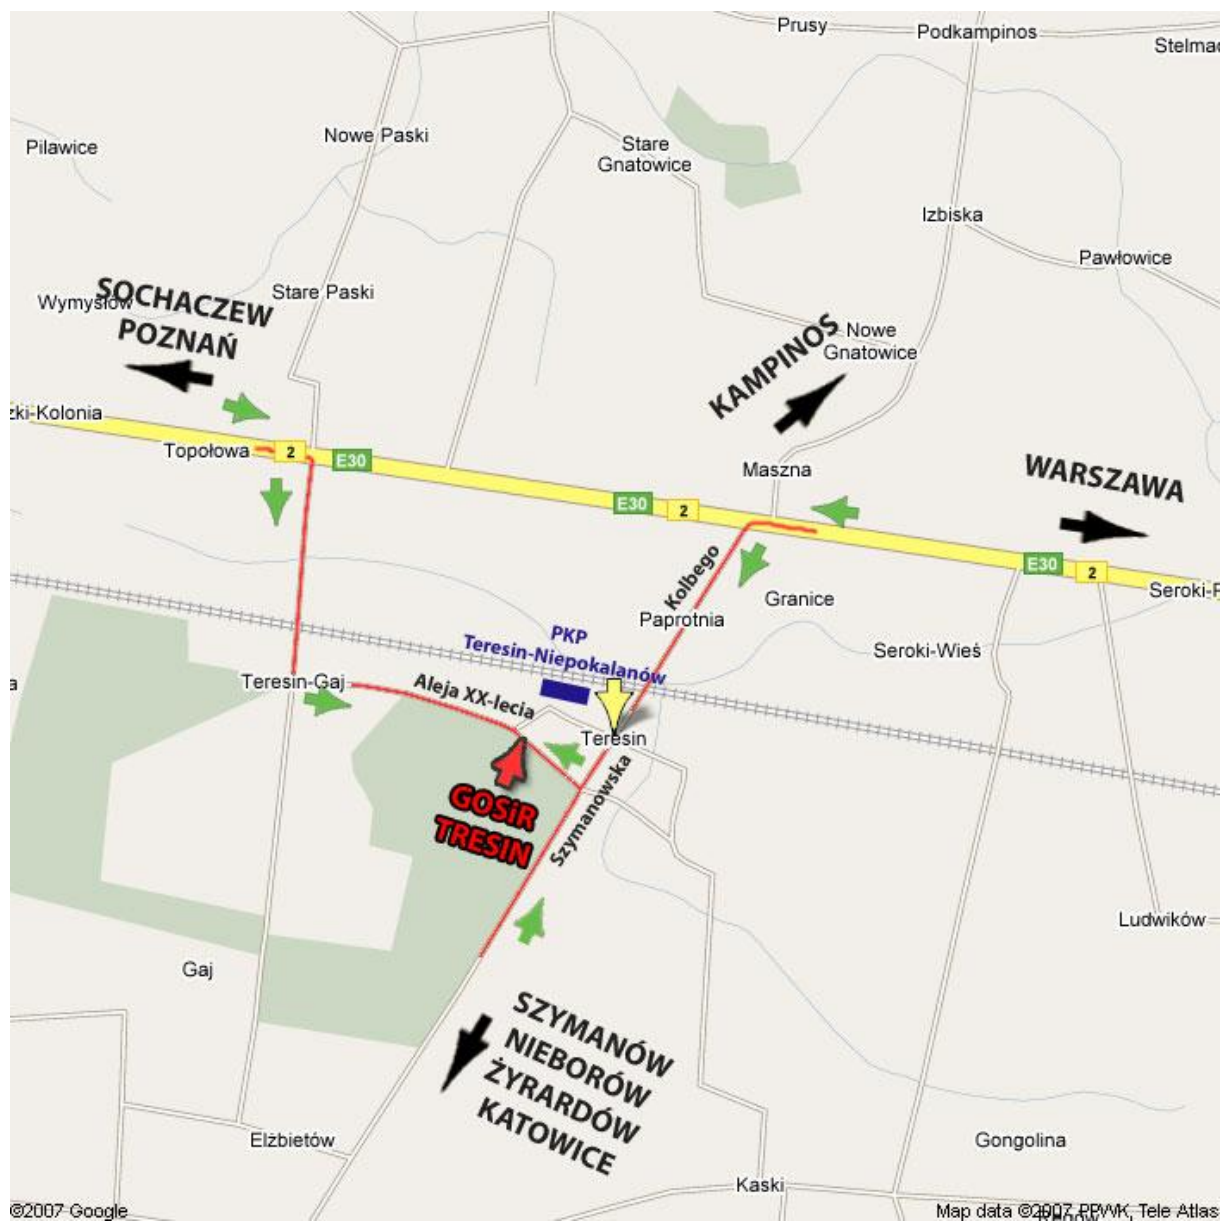 Prusy
Podkampinos
Stelmac
Nowe Paski
Pilawice
Stare
Gnatowice
Izbiska
Pawłowice
SOCHACZEW
POZNAŃ
Wymysłów
Stare Paski
KAMPINOS
Nowe
Gnatowice
zki-Kolonia
Topołowa
2
E30
Maszna
WARSZAWA
E30
2
E30
2
Kolbego
Granice
Paprotnia
Seroki-P
Seroki-Wieś
PKP
Teresin-Niepokalanów
a
Teresin-Gaj
Aleja XX-lecia
Teresin
GOSiR
TRESIN
Szymanowska
Ludwików
Gaj
SZYMANÓW
NIEBORÓW
ŻYRARDÓW
KATOWICE
Elżbietów
Gongolina
Kaski
©2007 Google
Map data ©2007 PPWK, Tele Atlas